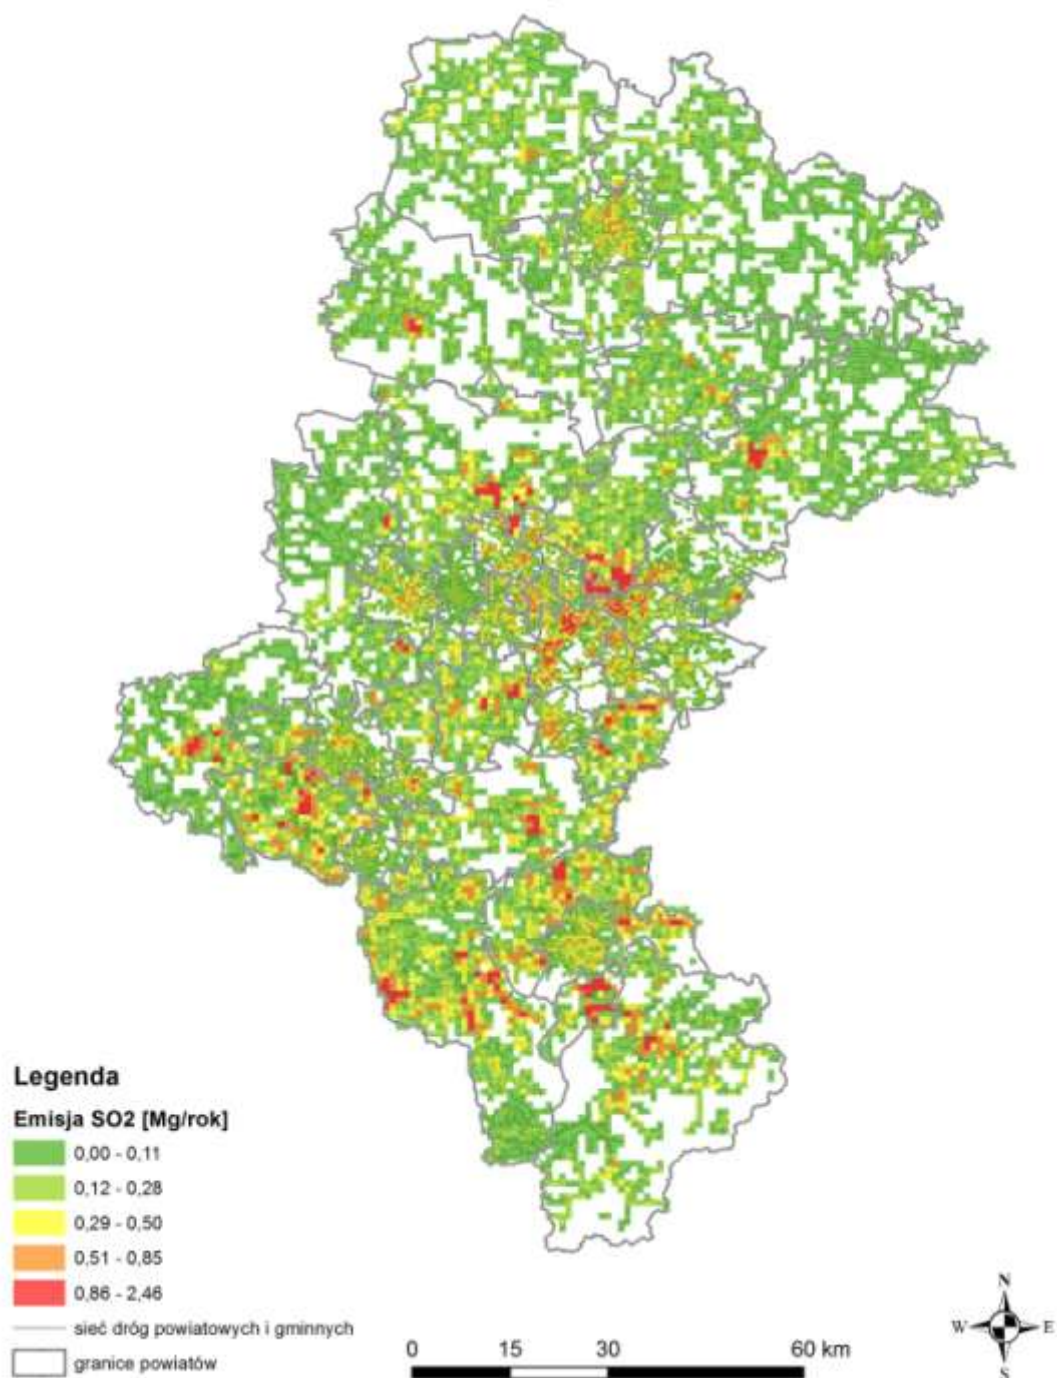 Legenda
Emisja SO2 [Mg/rok]
0,00 - 0,11
0,12 - 0,28
0,29 - 0,50
0,51 - 0,85
0,86 - 2,46
sieć dróg powiatowych i gminnych
granice powiatów
0 15 30 60 km
N
W E
S